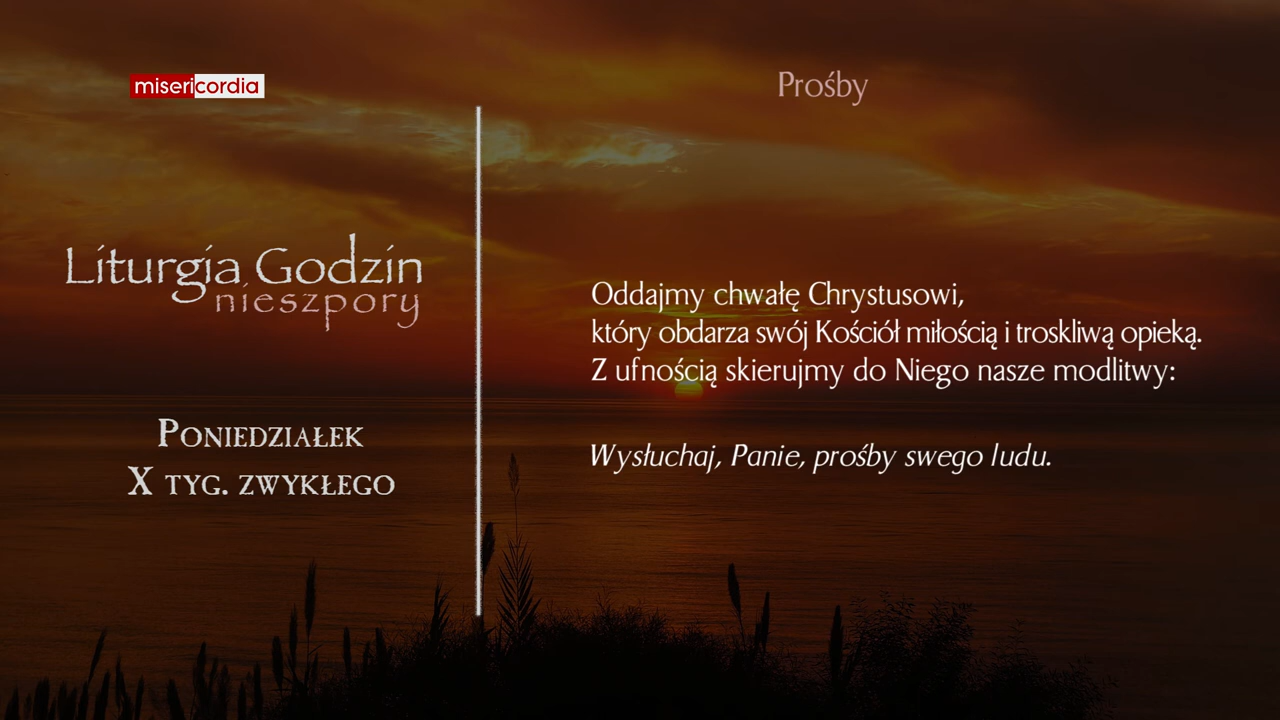 misericordia
Liturgia Godzin
nieszpory
Poniedziałek
X tyg. zwykłego
Prośby
Oddajmy chwałę Chrystusowi,
który obdarza swój Kościół miłością i troskliwą opieką.
Z ufnością skierujmy do Niego nasze modlitwy:
Wysłuchaj, Panie, prośby swego ludu.